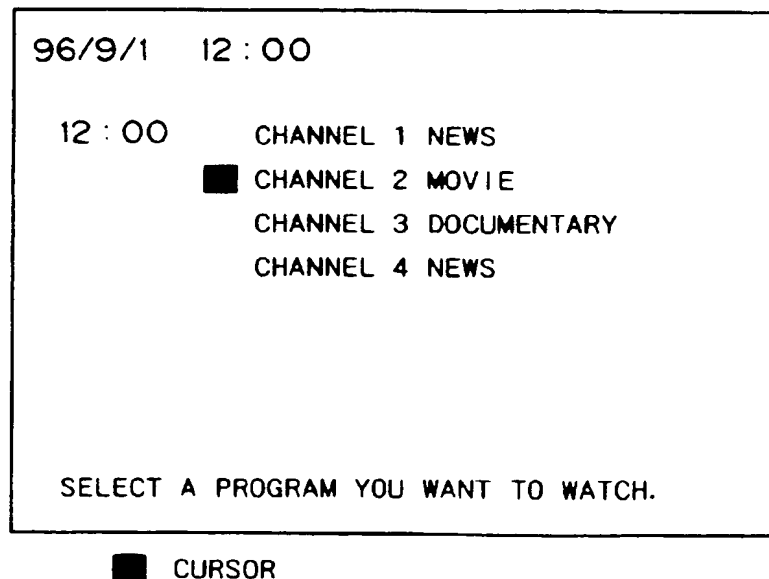 96/9/1 12:00
12:00 CHANNEL 1 NEWS
CHANNEL 2 MOVIE
CHANNEL 3 DOCUMENTARY
CHANNEL 4 NEWS
SELECT A PROGRAM YOU WANT TO WATCH.
CURSOR